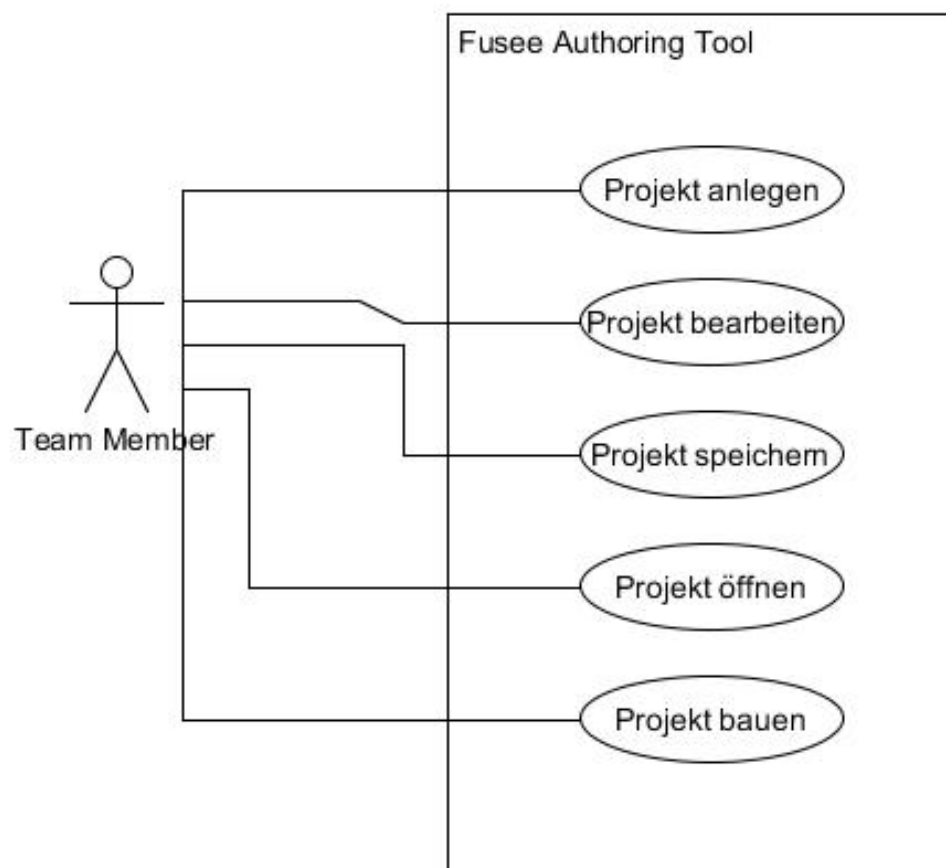 Fusee Authoring Tool
Projekt anlegen
Projekt bearbeiten
Projekt speichern
Team Member
Projekt öffnen
Projekt bauen